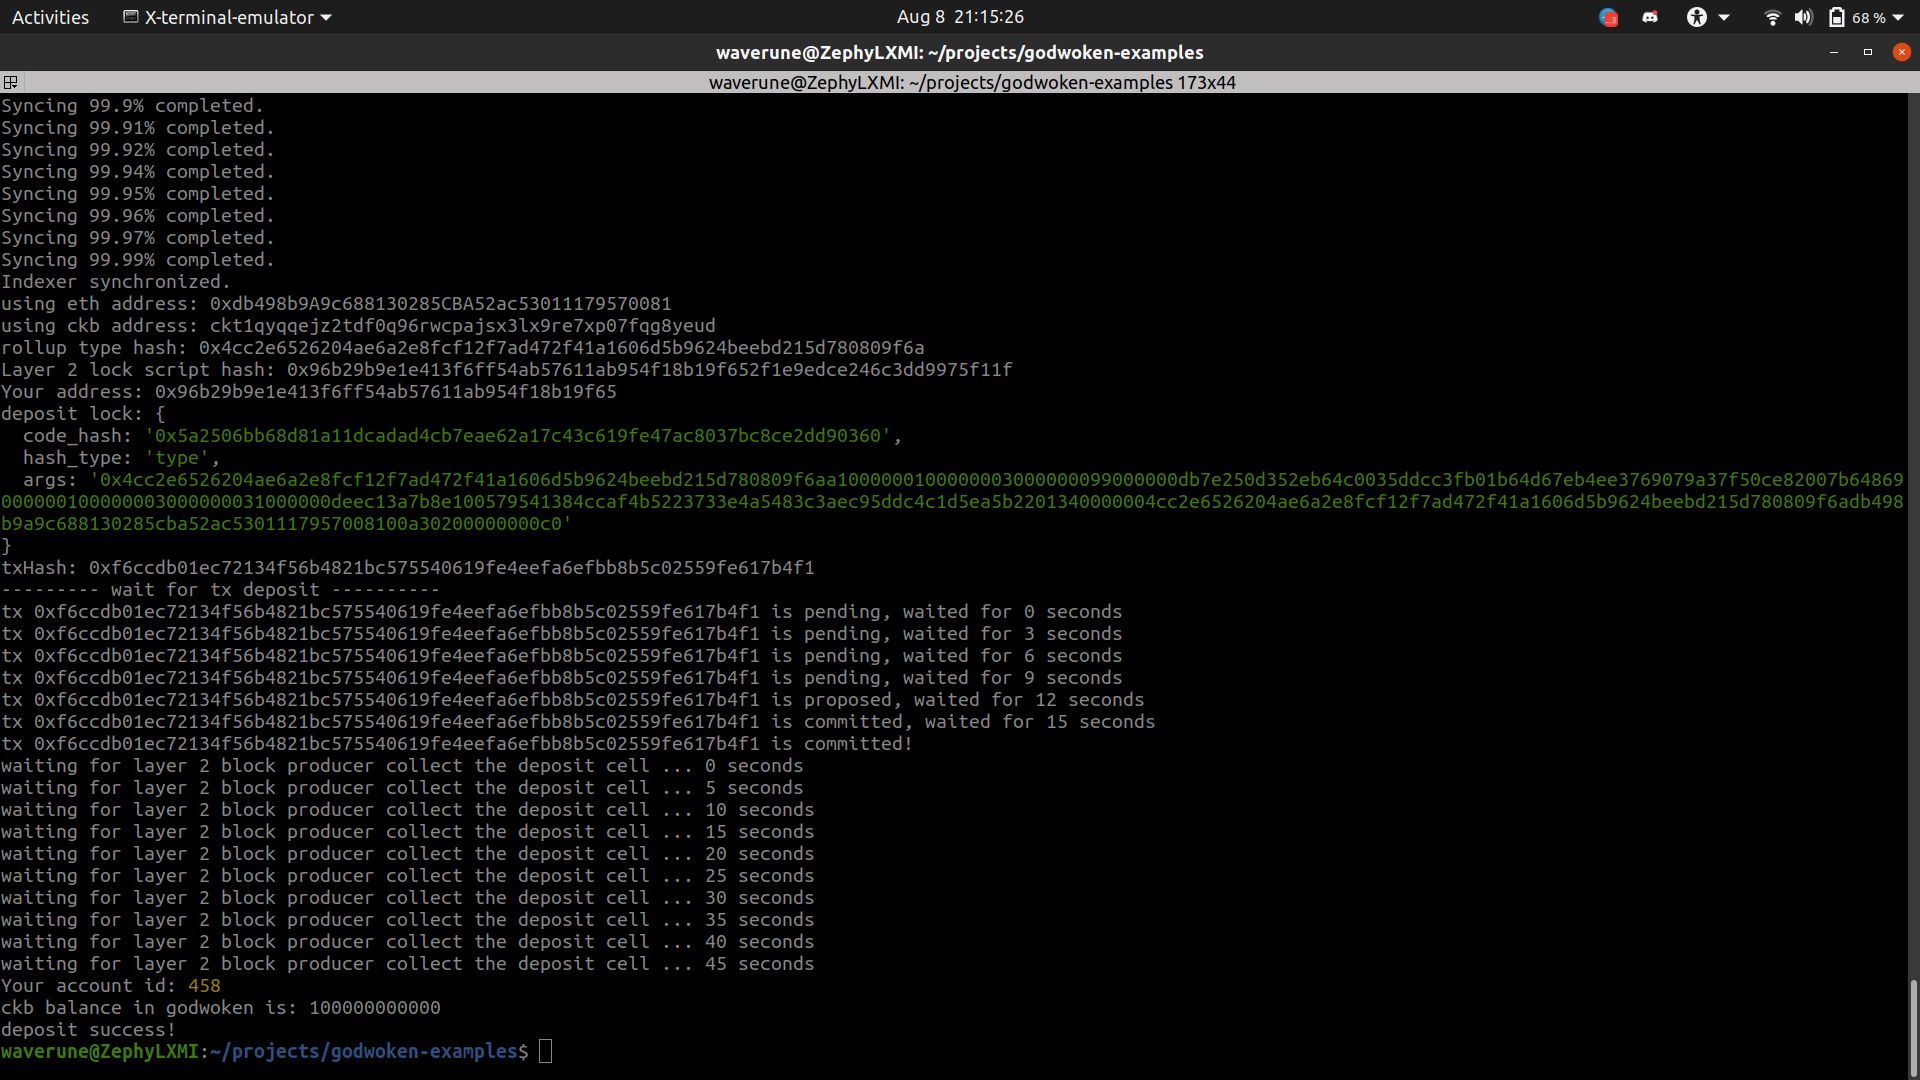 Activities X-terminal-emulator Aug 8 21:15:26 68 %
waverune@ZephyLXMI: ~/projects/godwoken-examples
waverune@ZephyLXMI: ~/projects/godwoken-examples 173x44
Syncing 99.9% completed.
Syncing 99.91% completed.
Syncing 99.92% completed.
Syncing 99.94% completed.
Syncing 99.95% completed.
Syncing 99.96% completed.
Syncing 99.97% completed.
Syncing 99.99% completed.
Indexer synchronized.
using eth address: 0xdb498b9A9c688130285CBA52ac53011179570081
using ckb address: ckt1qyqqejz2tdf0q96rwcpajsx3lx9re7xp07fqg8yeud
rollup type hash: 0x4cc2e6526204ae6a2e8fcf12f7ad472f41a1606d5b9624beebd215d780809f6a
Layer 2 lock script hash: 0x96b29b9e1e413f6ff54ab57611ab954f18b19f652f1e9edce246c3dd9975f11f
Your address: 0x96b29b9e1e413f6ff54ab57611ab954f18b19f65
deposit lock: {
  code_hash: '0x5a2506bb68d81a11dcadad4cb7eae62a17c43c619fe47ac8037bc8ce2dd90360',
  hash_type: 'type',
  args: '0x4cc2e6526204ae6a2e8fcf12f7ad472f41a1606d5b9624beebd215d780809f6aa10000001000000030000000099000000db7e250d352eb64c0035ddcc3fb01b64d67eb4ee3769079a37f50ce82007b64869
000000100000003000000031000000deec13a7b8e100579541384ccaf4b5223733e4a5483c3aec95ddc4c1d5ea5b2201340000004cc2e6526204ae6a2e8fcf12f7ad472f41a1606d5b9624beebd215d780809f6adb498
b9a9c688130285cba52ac5301117957008100a30200000000c0'
}
txHash: 0xf6ccdb01ec72134f56b4821bc575540619fe4eefa6efbb8b5c02559fe617b4f1
--------- wait for tx deposit ----------
tx 0xf6ccdb01ec72134f56b4821bc575540619fe4eefa6efbb8b5c02559fe617b4f1 is pending, waited for 0 seconds
tx 0xf6ccdb01ec72134f56b4821bc575540619fe4eefa6efbb8b5c02559fe617b4f1 is pending, waited for 3 seconds
tx 0xf6ccdb01ec72134f56b4821bc575540619fe4eefa6efbb8b5c02559fe617b4f1 is pending, waited for 6 seconds
tx 0xf6ccdb01ec72134f56b4821bc575540619fe4eefa6efbb8b5c02559fe617b4f1 is pending, waited for 9 seconds
tx 0xf6ccdb01ec72134f56b4821bc575540619fe4eefa6efbb8b5c02559fe617b4f1 is proposed, waited for 12 seconds
tx 0xf6ccdb01ec72134f56b4821bc575540619fe4eefa6efbb8b5c02559fe617b4f1 is committed, waited for 15 seconds
tx 0xf6ccdb01ec72134f56b4821bc575540619fe4eefa6efbb8b5c02559fe617b4f1 is committed!
waiting for layer 2 block producer collect the deposit cell ... 0 seconds
waiting for layer 2 block producer collect the deposit cell ... 5 seconds
waiting for layer 2 block producer collect the deposit cell ... 10 seconds
waiting for layer 2 block producer collect the deposit cell ... 15 seconds
waiting for layer 2 block producer collect the deposit cell ... 20 seconds
waiting for layer 2 block producer collect the deposit cell ... 25 seconds
waiting for layer 2 block producer collect the deposit cell ... 30 seconds
waiting for layer 2 block producer collect the deposit cell ... 35 seconds
waiting for layer 2 block producer collect the deposit cell ... 40 seconds
waiting for layer 2 block producer collect the deposit cell ... 45 seconds
Your account id: 458
ckb balance in godwoken is: 100000000000
deposit success!
waverune@ZephyLXMI:~/projects/godwoken-examples$